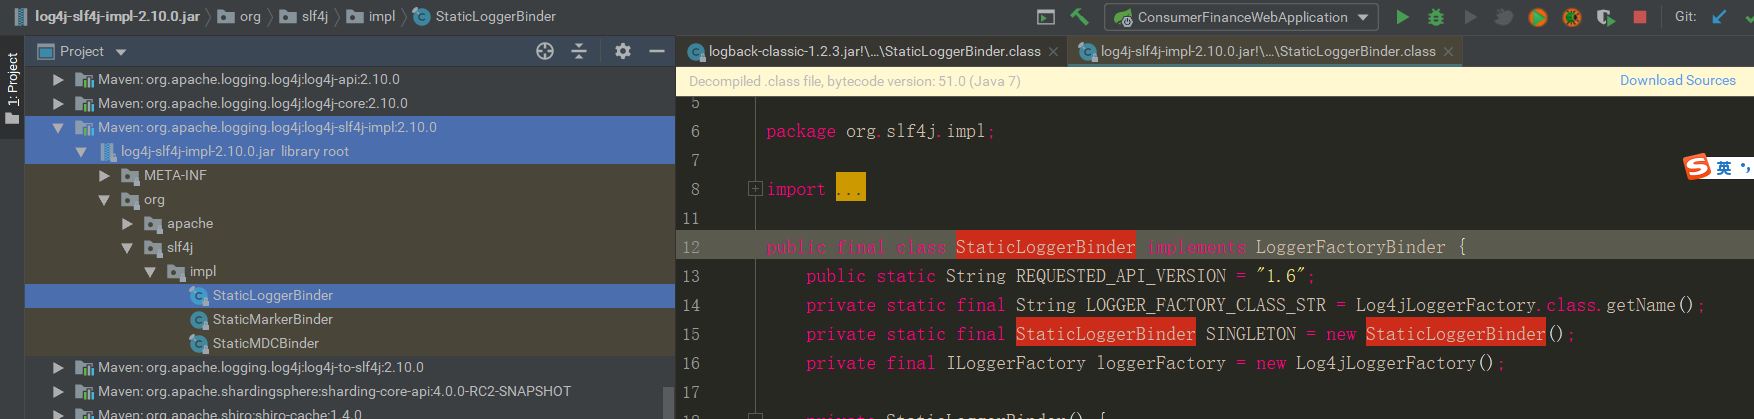 log4j-slf4j-impl-2.10.0.jar org slf4j impl StaticLoggerBinder ConsumerFinanceWebApplication Git:
1: Project
Project
Maven: org.apache.logging.log4j:log4j-api:2.10.0
Maven: org.apache.logging.log4j:log4j-core:2.10.0
Maven: org.apache.logging.log4j:log4j-slf4j-impl:2.10.0
log4j-slf4j-impl-2.10.0.jar library root
META-INF
org
apache
slf4j
impl
StaticLoggerBinder
StaticMarkerBinder
StaticMDCBinder
Maven: org.apache.logging.log4j:log4j-to-slf4j:2.10.0
Maven: org.apache.shardingsphere:sharding-core-api:4.0.0-RC2-SNAPSHOT
Maven: org.apache.shiro:shiro-cache:1.4.0
logback-classic-1.2.3.jar!\...\StaticLoggerBinder.class log4j-slf4j-impl-2.10.0.jar!\...\StaticLoggerBinder.class
Decompiled .class file, bytecode version: 51.0 (Java 7) Download Sources
5
6 package org.slf4j.impl;
7
8 import ...
11
12 public final class StaticLoggerBinder implements LoggerFactoryBinder {
13 public static String REQUESTED_API_VERSION = "1.6";
14 private static final String LOGGER_FACTORY_CLASS_STR = Log4jLoggerFactory.class.getName();
15 private static final StaticLoggerBinder SINGLETON = new StaticLoggerBinder();
16 private final ILoggerFactory loggerFactory = new Log4jLoggerFactory();
17
18 private StaticLoggerBinder() {
S 英